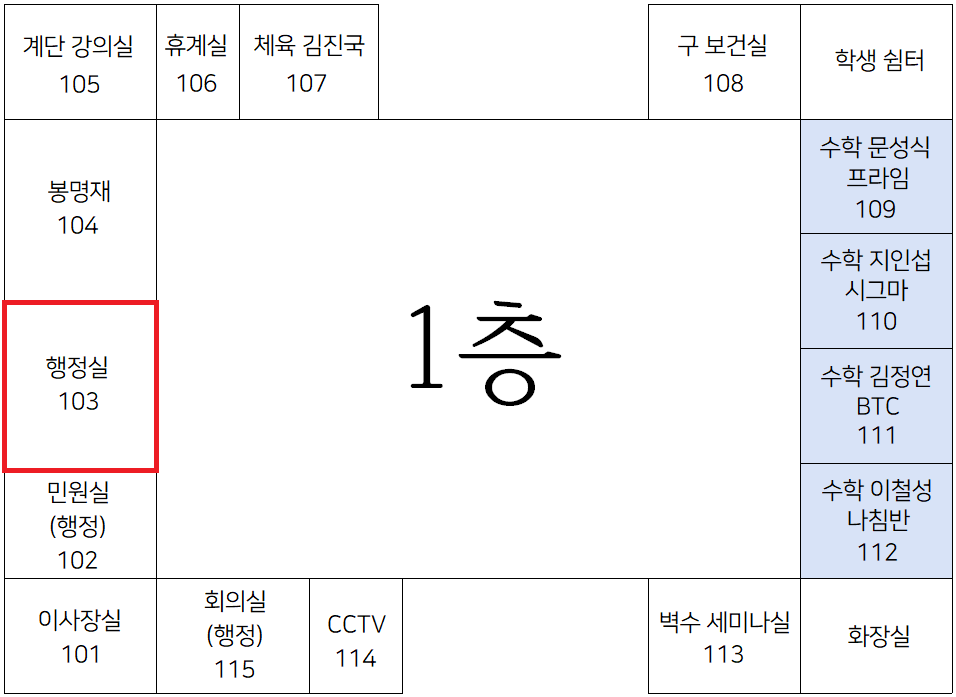 계단 강의실
105
휴계실
106
체육 김진국
107
구 보건실
108
학생 쉼터
봉명재
104
수학 문성식
프라임
109
수학 지인섭
시그마
110
1층
행정실
103
수학 김정연
BTC
111
민원실
(행정)
102
수학 이철성
나침반
112
이사장실
101
회의실
(행정)
115
CCTV
114
벽수 세미나실
113
화장실